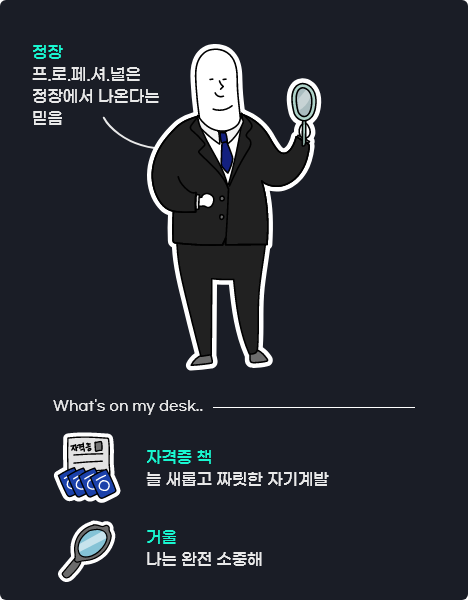 정장
프.로.페.셔.널은
정장에서 나온다는
믿음
What's on my desk..
자격증
자격증 책
늘 새롭고 짜릿한 자기계발
거울
나는 완전 소중해